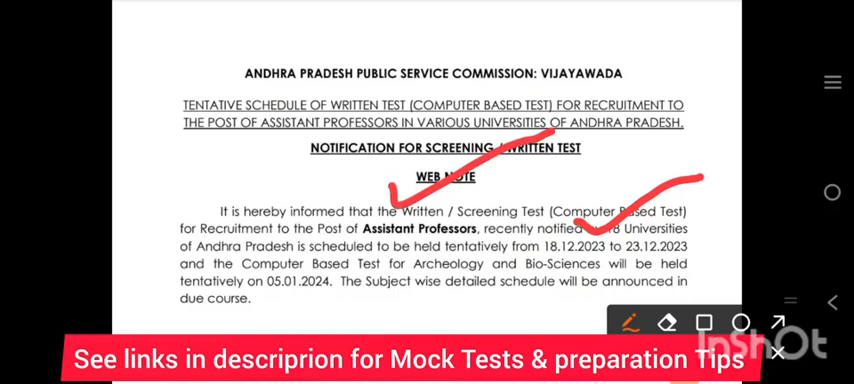 ANDHRA PRADESH PUBLIC SERVICE COMMISSION: VIJAYAWADA
TENTATIVE SCHEDULE OF WRITTEN TEST (COMPUTER BASED TEST) FOR RECRUITMENT TO
THE POST OF ASSISTANT PROFESSORS IN VARIOUS UNIVERSITIES OF ANDHRA PRADESH.
NOTIFICATION FOR SCREENING / WRITTEN TEST
WEB NOTE
It is hereby informed that the Written / Screening Test (Computer Based Test)
for Recruitment to the Post of Assistant Professors, recently notified 18 Universities
of Andhra Pradesh is scheduled to be held tentatively from 18.12.2023 to 23.12.2023
and the Computer Based Test for Archeology and Bio-Sciences will be held
tentatively on 05.01.2024. The Subject wise detailed schedule will be announced in
due course.
InShOt
See links in descriprion for Mock Tests & preparation Tips